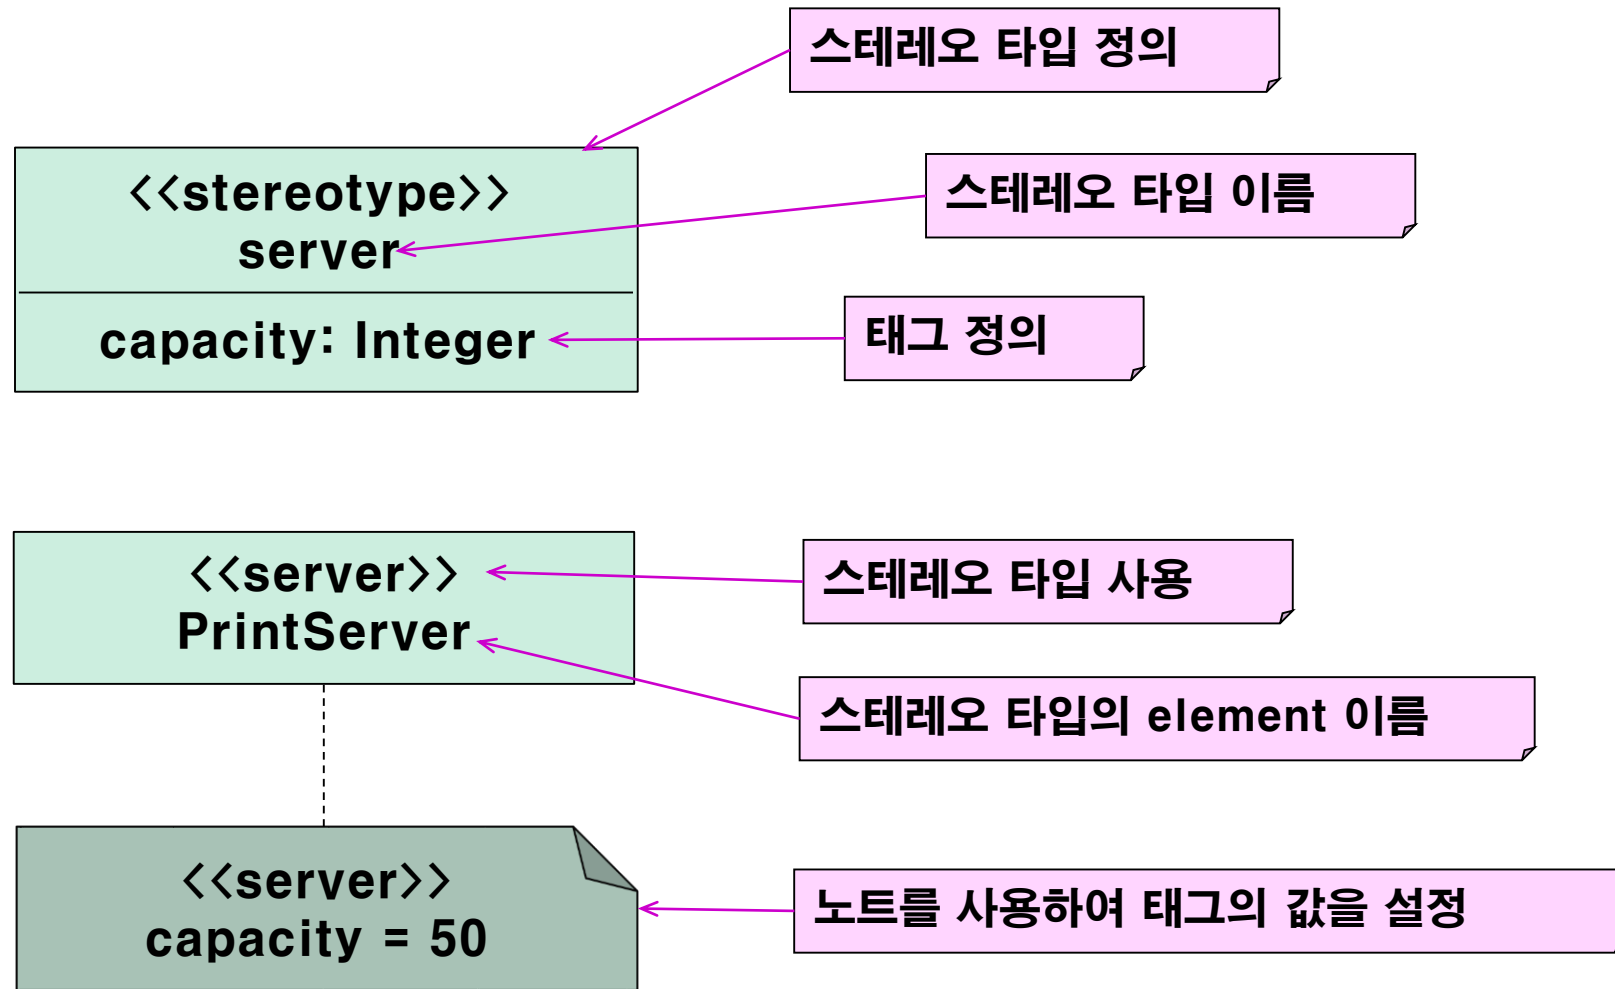 스테레오 타입 정의
<<stereotype>>
server
스테레오 타입 이름
capacity: Integer
태그 정의
<<server>>
PrintServer
스테레오 타입 사용
스테레오 타입의 element 이름
<<server>>
capacity = 50
노트를 사용하여 태그의 값을 설정